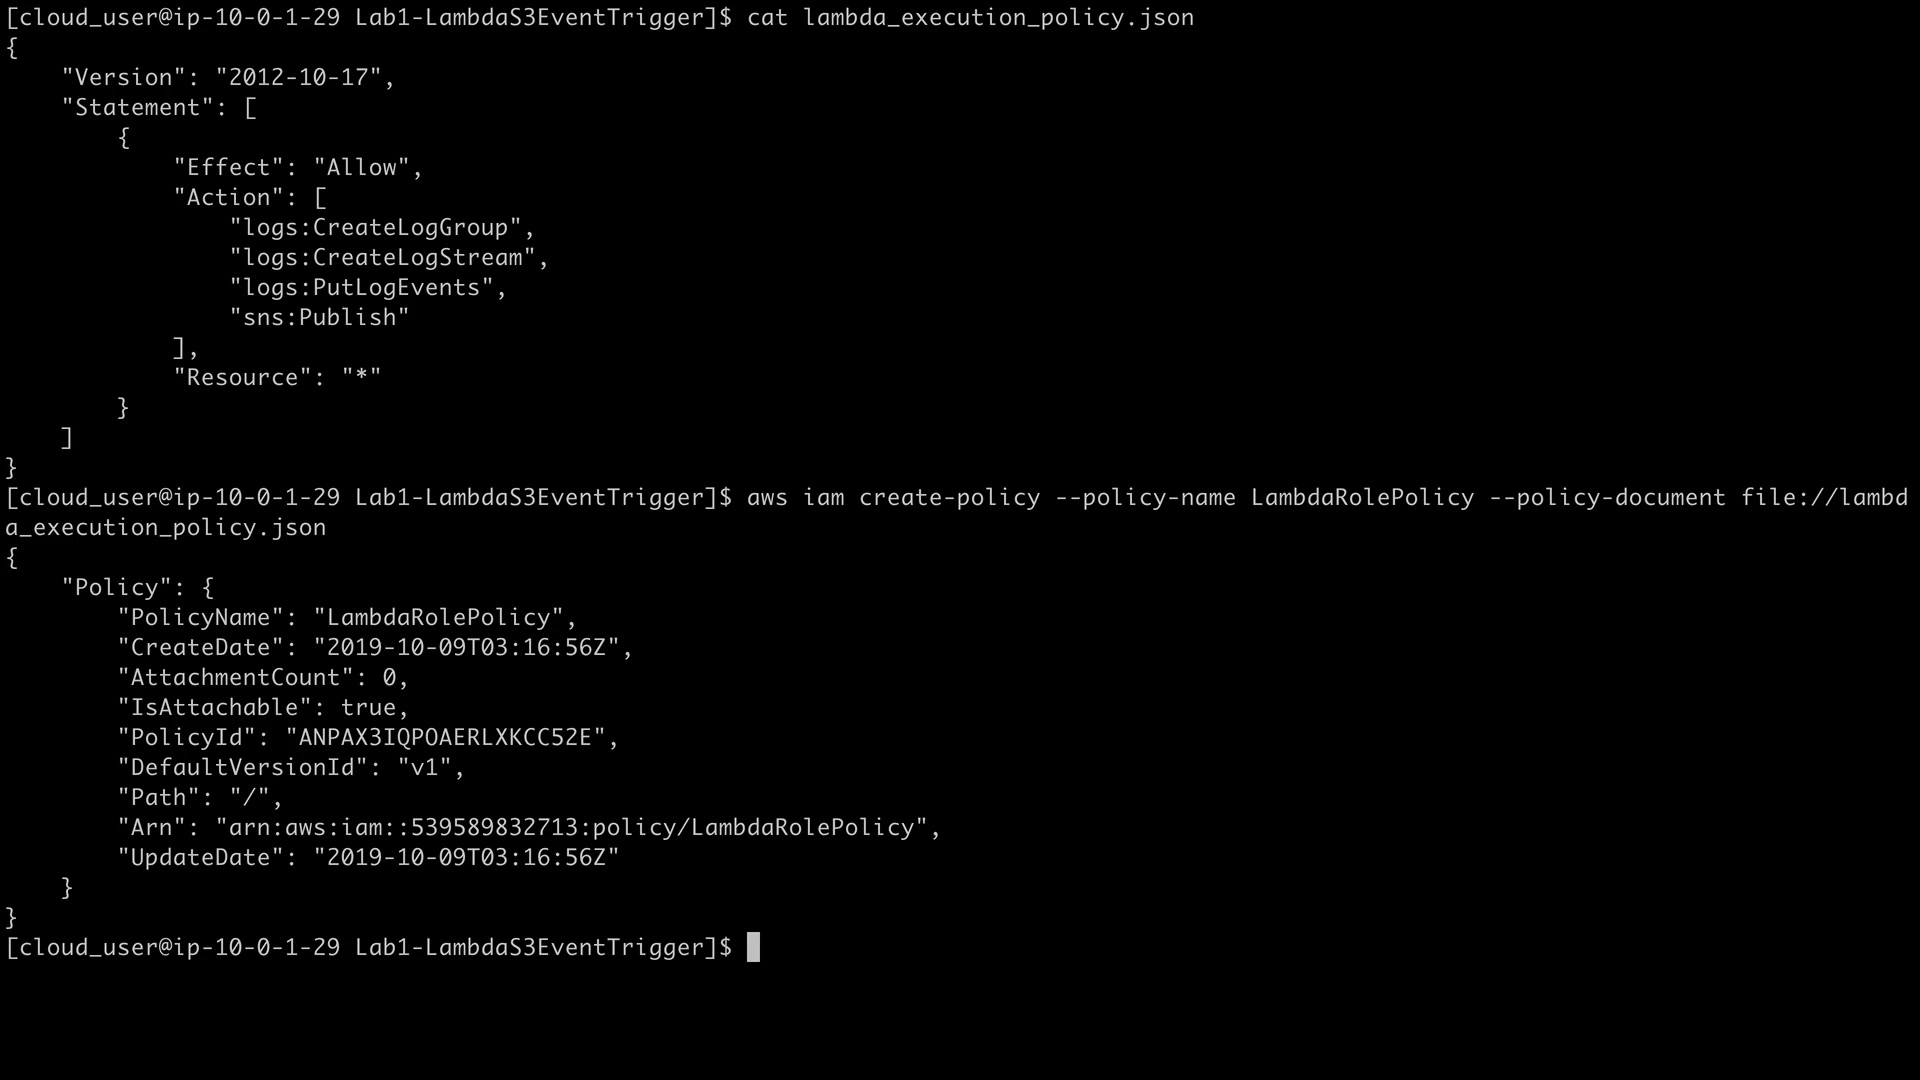 [cloud_user@ip-10-0-1-29 Lab1-LambdaS3EventTrigger]$ cat lambda_execution_policy.json
{
    "Version": "2012-10-17",
    "Statement": [
        {
            "Effect": "Allow",
            "Action": [
                "logs:CreateLogGroup",
                "logs:CreateLogStream",
                "logs:PutLogEvents",
                "sns:Publish"
            ],
            "Resource": "*"
        }
    ]
}
[cloud_user@ip-10-0-1-29 Lab1-LambdaS3EventTrigger]$ aws iam create-policy --policy-name LambdaRolePolicy --policy-document file://lambd
a_execution_policy.json
{
    "Policy": {
        "PolicyName": "LambdaRolePolicy",
        "CreateDate": "2019-10-09T03:16:56Z",
        "AttachmentCount": 0,
        "IsAttachable": true,
        "PolicyId": "ANPAX3IQPOAERLXKCC52E",
        "DefaultVersionId": "v1",
        "Path": "/",
        "Arn": "arn:aws:iam::539589832713:policy/LambdaRolePolicy",
        "UpdateDate": "2019-10-09T03:16:56Z"
    }
}
[cloud_user@ip-10-0-1-29 Lab1-LambdaS3EventTrigger]$